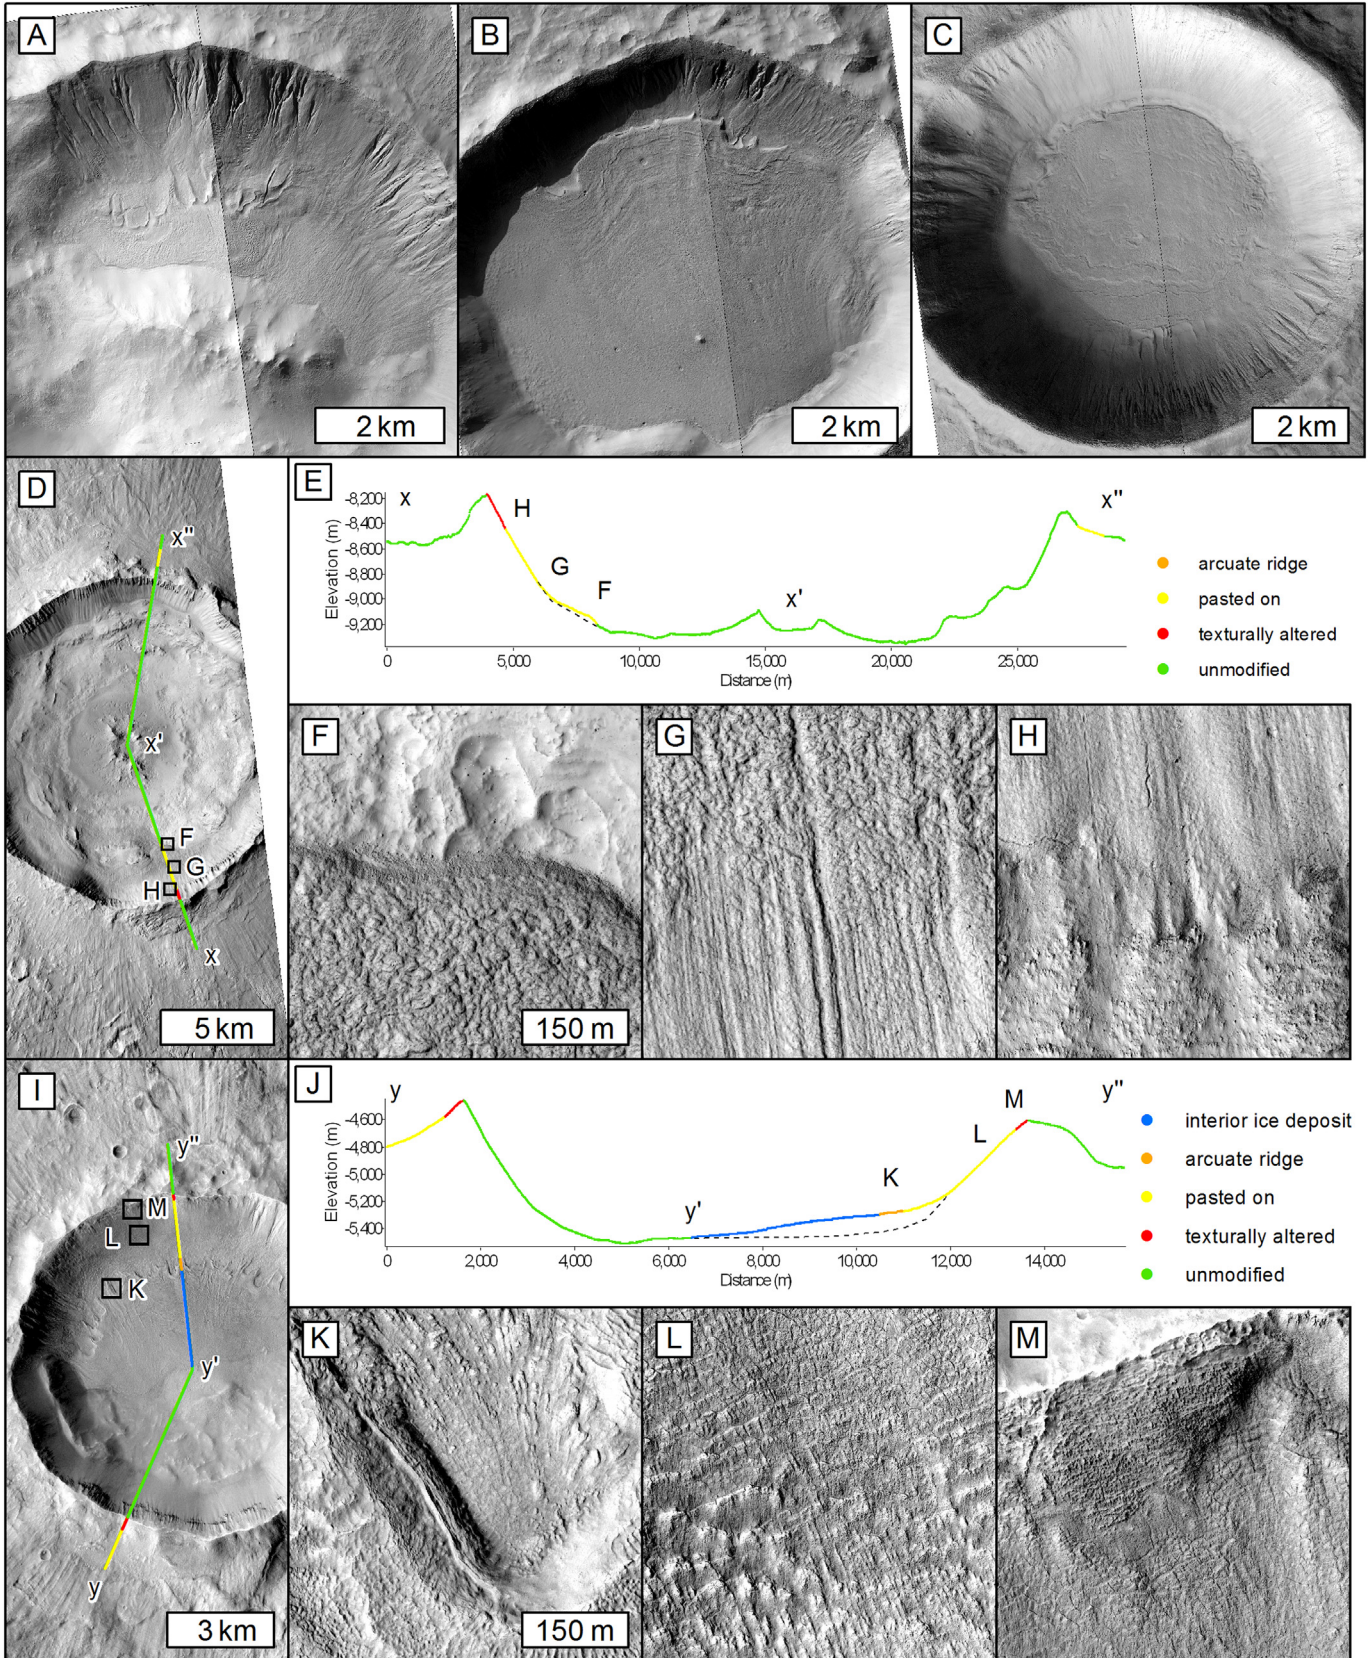 A
B
C
2 km
2 km
2 km
D
x''
x'
F
G
H
x
5 km
E
x
H
G
F
x'
x''
Elevation (m)
-8,200
-8,400
-8,600
-8,800
-9,000
-9,200
0
5,000
10,000
15,000
20,000
25,000
Distance (m)
arcuate ridge
pasted on
texturally altered
unmodified
F
150 m
G
H
I
y''
M
L
K
y'
y
3 km
J
y
y'
K
L
M
y''
Elevation (m)
-4,600
-4,800
-5,000
-5,200
-5,400
0
2,000
4,000
6,000
8,000
10,000
12,000
14,000
Distance (m)
interior ice deposit
arcuate ridge
pasted on
texturally altered
unmodified
K
150 m
L
M